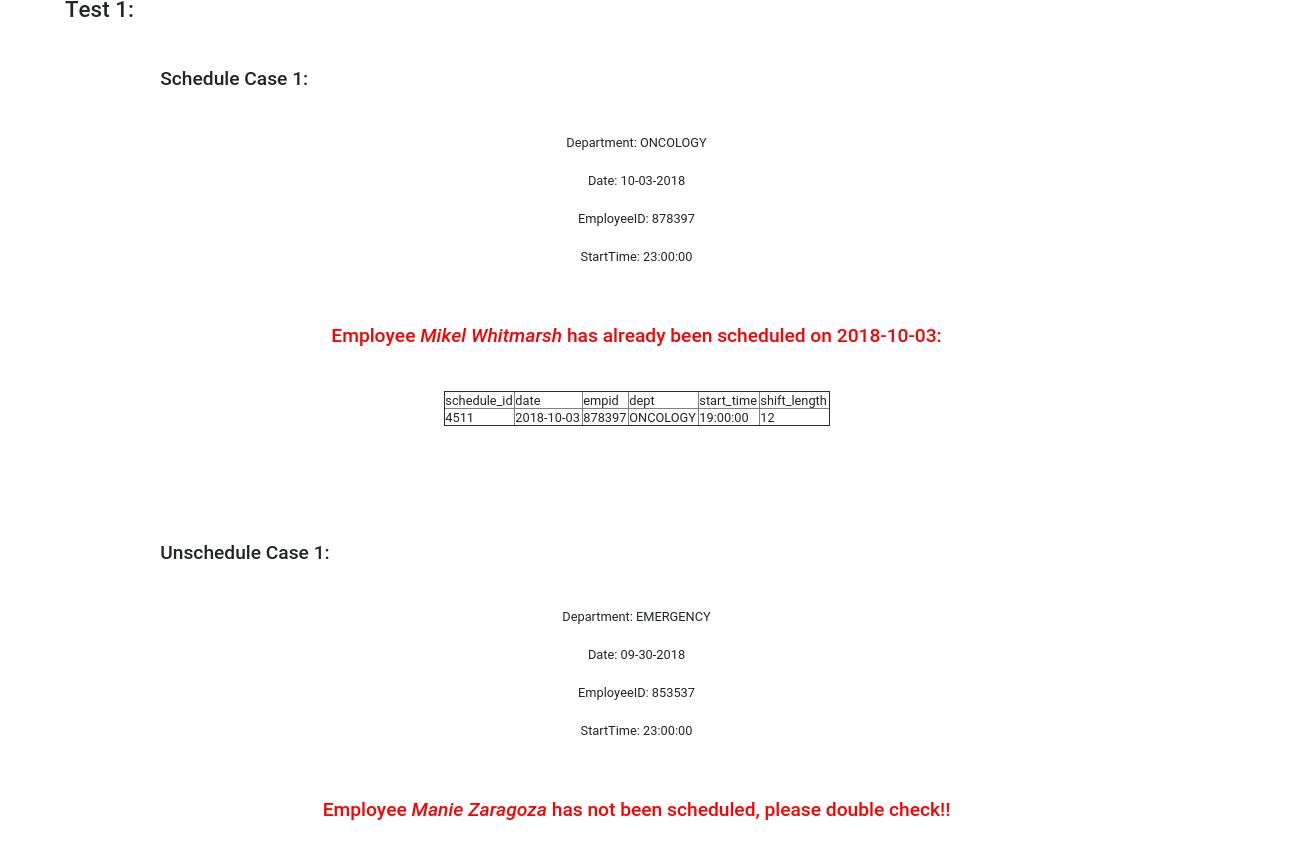 Test 1:
Schedule Case 1:
Department: ONCOLOGY
Date: 10-03-2018
EmployeeID: 878397
StartTime: 23:00:00
Employee Mikel Whitmarsh has already been scheduled on 2018-10-03:
schedule_id date empid dept start_time shift_length
4511 2018-10-03 878397 ONCOLOGY 19:00:00 12
Unschedule Case 1:
Department: EMERGENCY
Date: 09-30-2018
EmployeeID: 853537
StartTime: 23:00:00
Employee Manie Zaragoza has not been scheduled, please double check!!